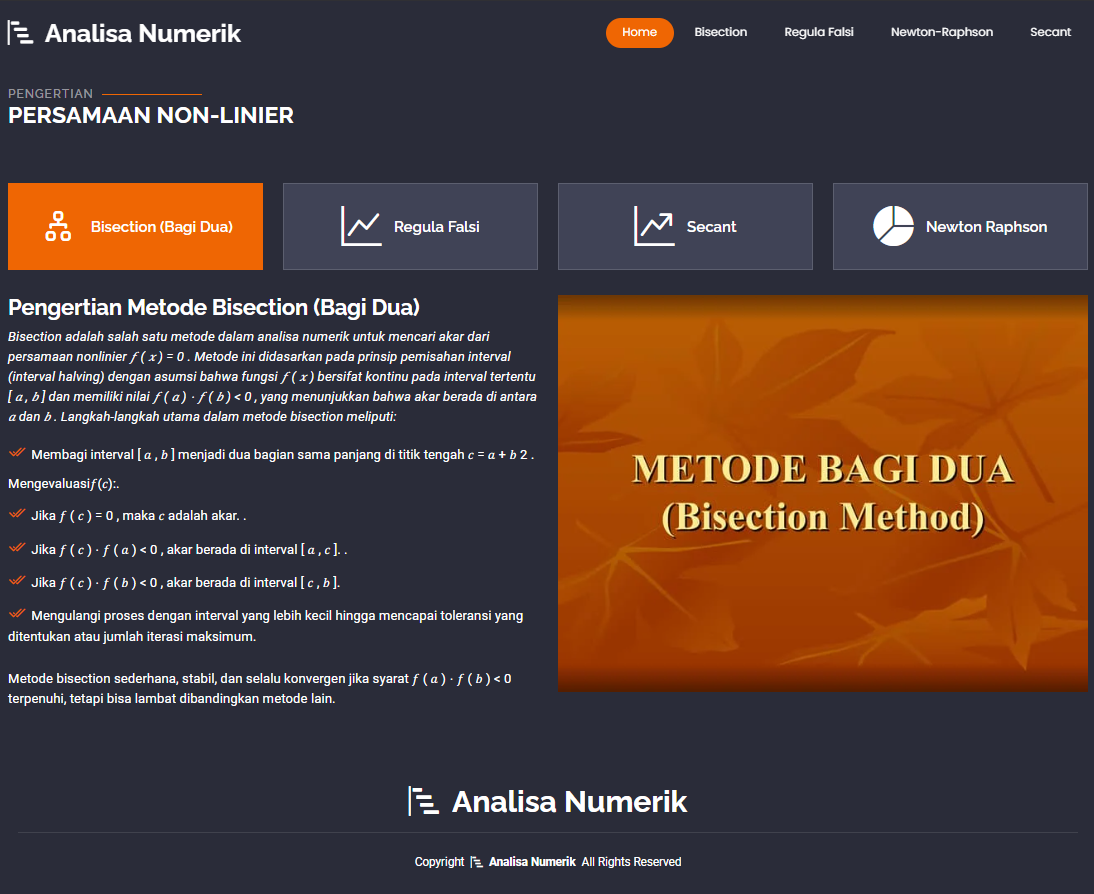 Analisa Numerik
Home Bisection Regula Falsi Newton-Raphson Secant
PENGERTIAN
PERSAMAAN NON-LINIER
Bisection (Bagi Dua)
Regula Falsi
Secant
Newton Raphson
Pengertian Metode Bisection (Bagi Dua)
Bisection adalah salah satu metode dalam analisa numerik untuk mencari akar dari
persamaan nonlinier f ( x ) = 0 . Metode ini didasarkan pada prinsip pemisahan interval
(interval halving) dengan asumsi bahwa fungsi f ( x ) bersifat kontinu pada interval tertentu
[ a , b ] dan memiliki nilai f ( a ) · f ( b ) < 0 , yang menunjukkan bahwa akar berada di antara
a dan b . Langkah-langkah utama dalam metode bisection meliputi:
Membagi interval [ a , b ] menjadi dua bagian sama panjang di titik tengah c = a + b 2 .
Mengevaluasif(c):.
Jika f ( c ) = 0 , maka c adalah akar. .
Jika f ( c ) · f ( a ) < 0 , akar berada di interval [ a , c ]. .
Jika f ( c ) · f ( b ) < 0 , akar berada di interval [ c , b ].
Mengulangi proses dengan interval yang lebih kecil hingga mencapai toleransi yang
ditentukan atau jumlah iterasi maksimum.
Metode bisection sederhana, stabil, dan selalu konvergen jika syarat f ( a ) · f ( b ) < 0
terpenuhi, tetapi bisa lambat dibandingkan metode lain.
METODE BAGI DUA
(Bisection Method)
Analisa Numerik
Copyright Analisa Numerik All Rights Reserved